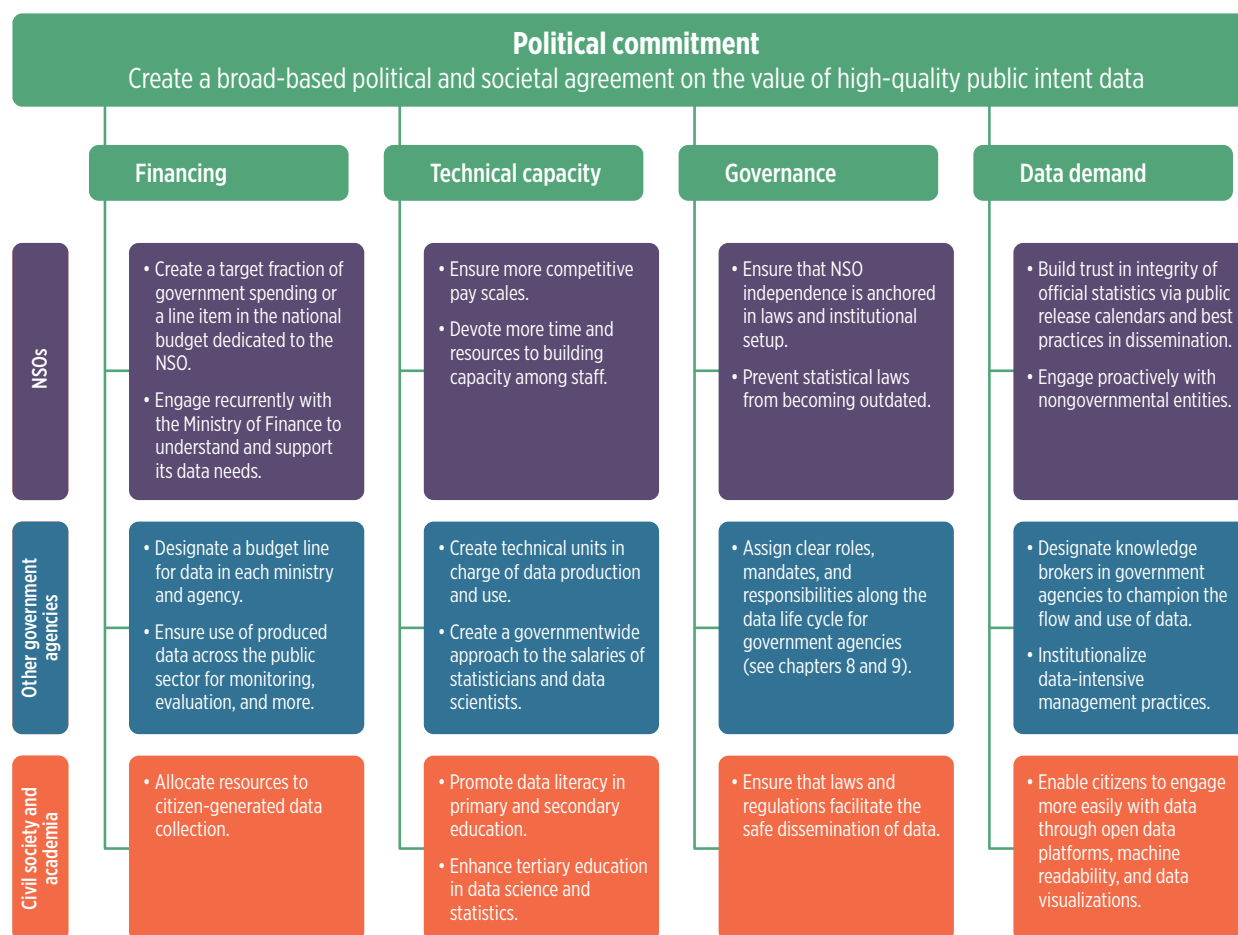 Political commitment
Create a broad-based political and societal agreement on the value of high-quality public intent data
Financing
Technical capacity
Governance
Data demand
NSOs
• Create a target fraction of
government spending or
a line item in the national
budget dedicated to the
NSO.
• Engage recurrently with
the Ministry of Finance to
understand and support
its data needs.
• Ensure more competitive
pay scales.
• Devote more time and
resources to building
capacity among staff.
• Ensure that NSO
independence is anchored
in laws and institutional
setup.
• Prevent statistical laws
from becoming outdated.
• Build trust in integrity of
official statistics via public
release calendars and best
practices in dissemination.
• Engage proactively with
nongovernmental entities.
Other government
agencies
• Designate a budget line
for data in each ministry
and agency.
• Ensure use of produced
data across the public
sector for monitoring,
evaluation, and more.
• Create technical units in
charge of data production
and use.
• Create a governmentwide
approach to the salaries of
statisticians and data
scientists.
• Assign clear roles,
mandates, and
responsibilities along the
data life cycle for
government agencies
(see chapters 8 and 9).
• Designate knowledge
brokers in government
agencies to champion the
flow and use of data.
• Institutionalize
data-intensive
management practices.
Civil society and
academia
• Allocate resources to
citizen-generated data
collection.
• Promote data literacy in
primary and secondary
education.
• Enhance tertiary education
in data science and
statistics.
• Ensure that laws and
regulations facilitate the
safe dissemination of data.
• Enable citizens to engage
more easily with data
through open data
platforms, machine
readability, and data
visualizations.